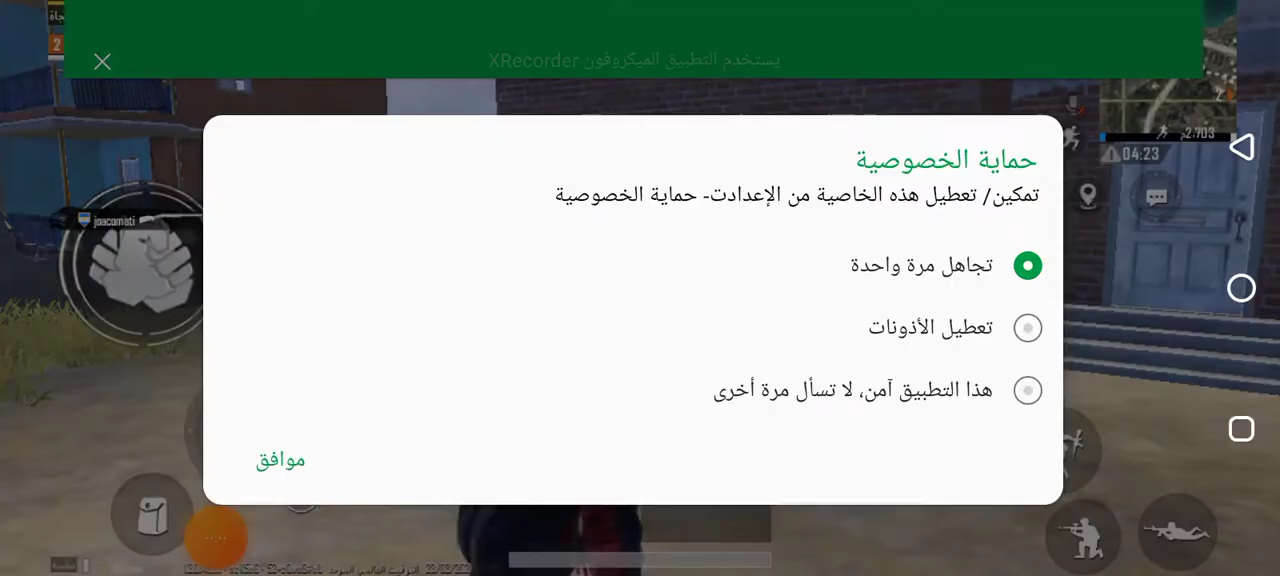 يستخدم التطبيق الميكروفون XRecorder
حماية الخصوصية
تمكين/ تعطيل هذه الخاصية من الإعدادت- حماية الخصوصية
تجاهل مرة واحدة
تعطيل الأذونات
هذا التطبيق آمن، لا تسأل مرة أخرى
موافق
2
joacomati
04:23